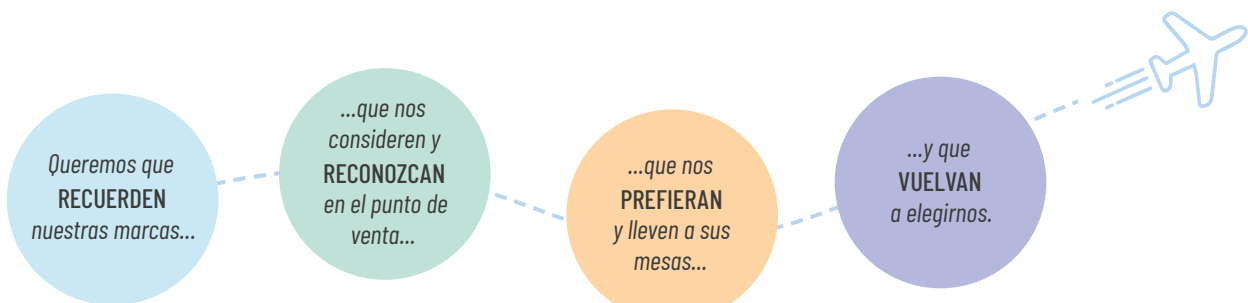 Queremos que
RECUERDEN
nuestras marcas...
...que nos
consideren y
RECONOZCAN
en el punto de
venta...
...que nos
PREFIERAN
y lleven a sus
mesas...
...y que
VUELVAN
a elegirnos.